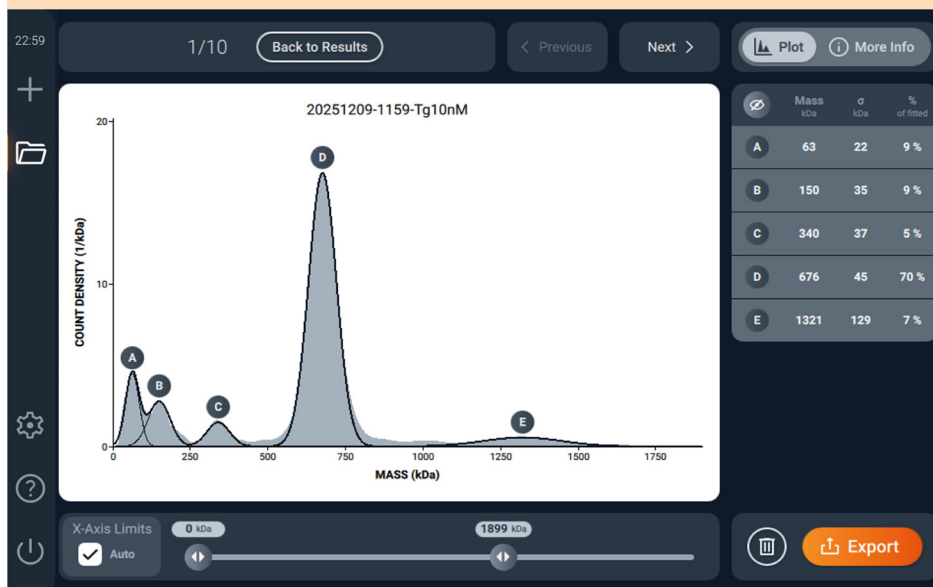 22:59
1/10
Back to Results
Previous
Next
Plot
More Info
20251209-1159-Tg10nM
COUNT DENSITY (1/kDa)
20
10
0
A
B
C
D
E
0 250 500 750 1000 1250 1500 1750
MASS (kDa)
Mass kDa σ kDa % of fitted
A 63 22 9 %
B 150 35 9 %
C 340 37 5 %
D 676 45 70 %
E 1321 129 7 %
X-Axis Limits
Auto
0 kDa
1899 kDa
Export